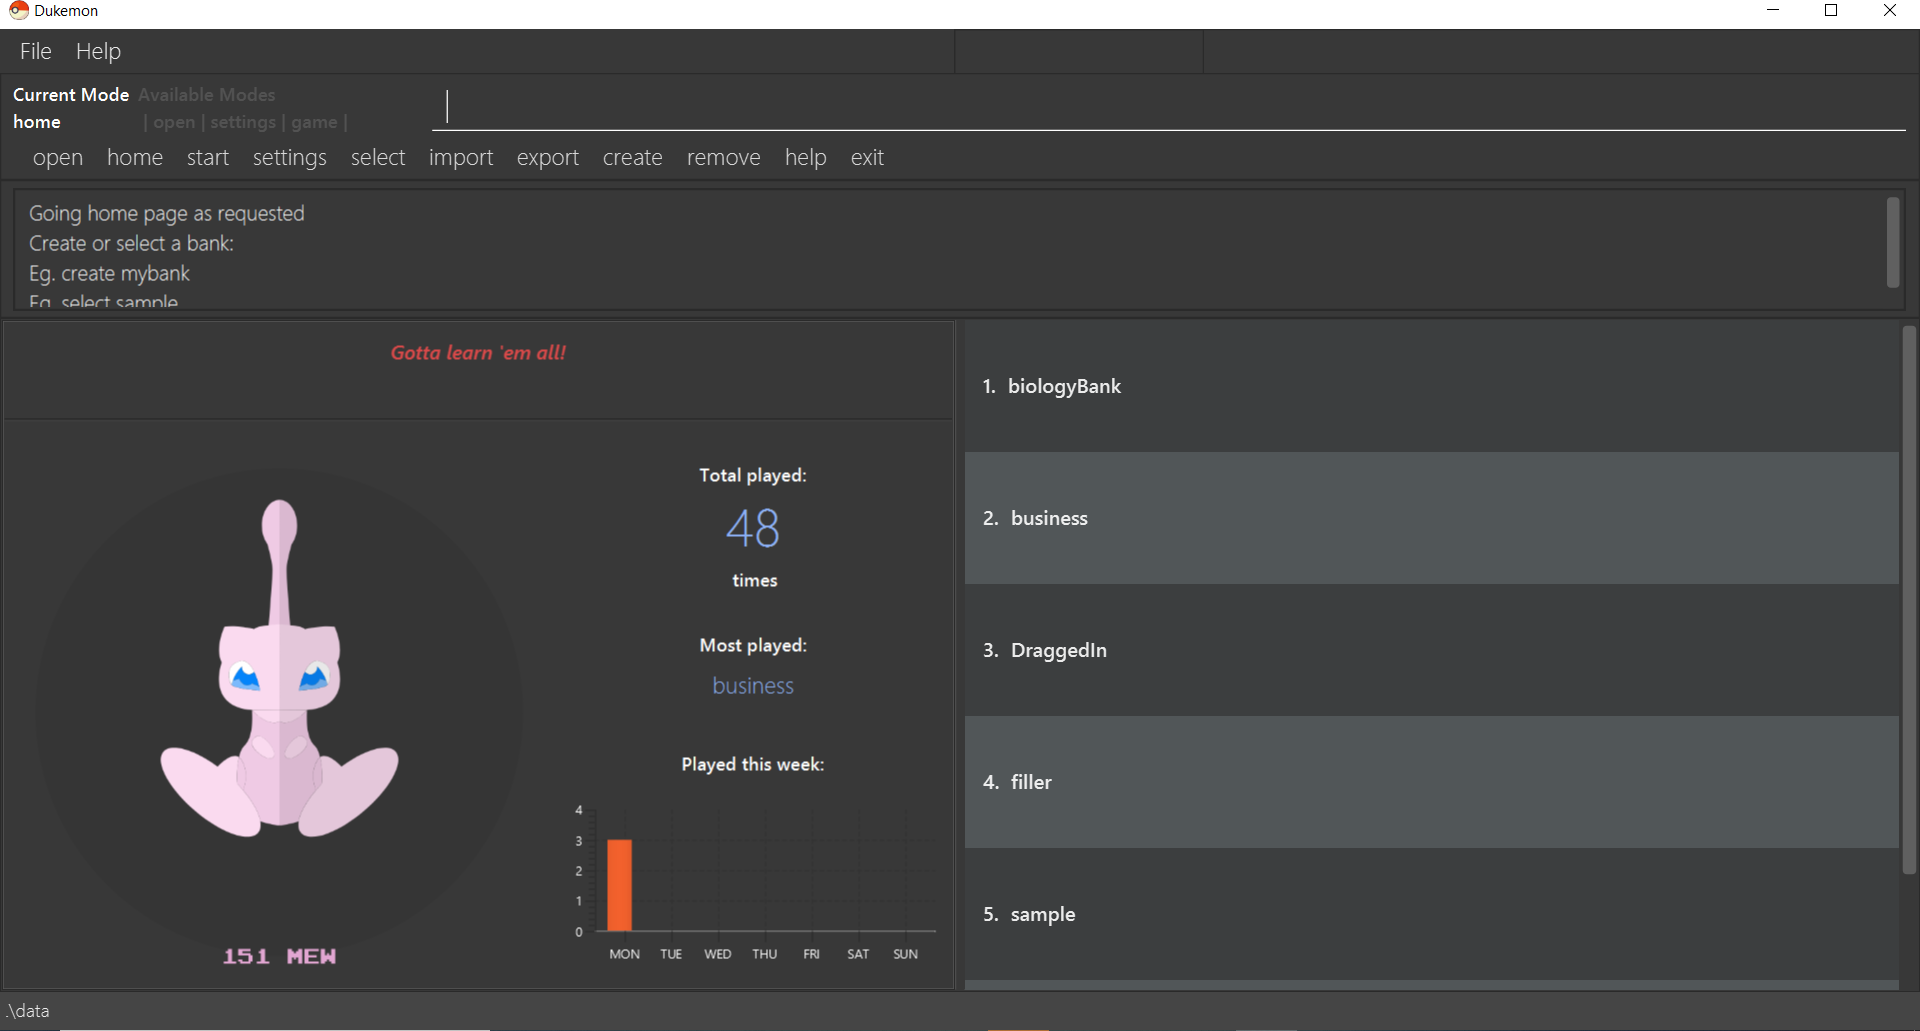 Dukemon
File Help
Current Mode Available Modes
home | open | settings | game |
open home start settings select import export create remove help exit
Going home page as requested
Create or select a bank:
Eg. create mybank
Eg. select sample
Gotta learn `em all!
Total played:
48
times
Most played:
business
Played this week:
4
3
2
1
0
MON TUE WED THU FRI SAT SUN
151 MEW
1. biologyBank
2. business
3. DraggedIn
4. filler
5. sample
.\data